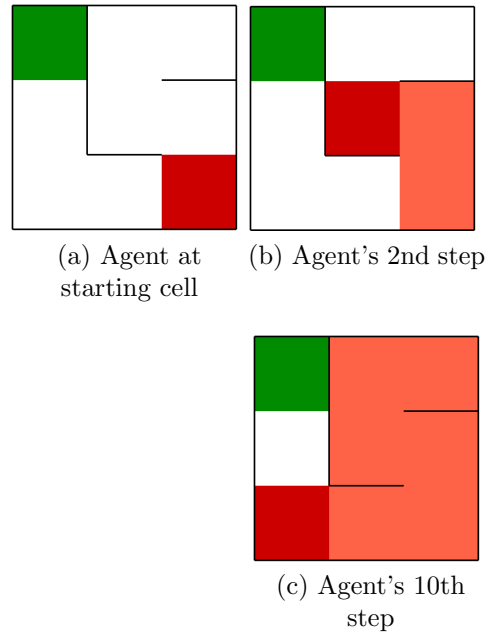 (a) Agent at
starting cell
(b) Agent's 2nd step
(c) Agent's 10th
step